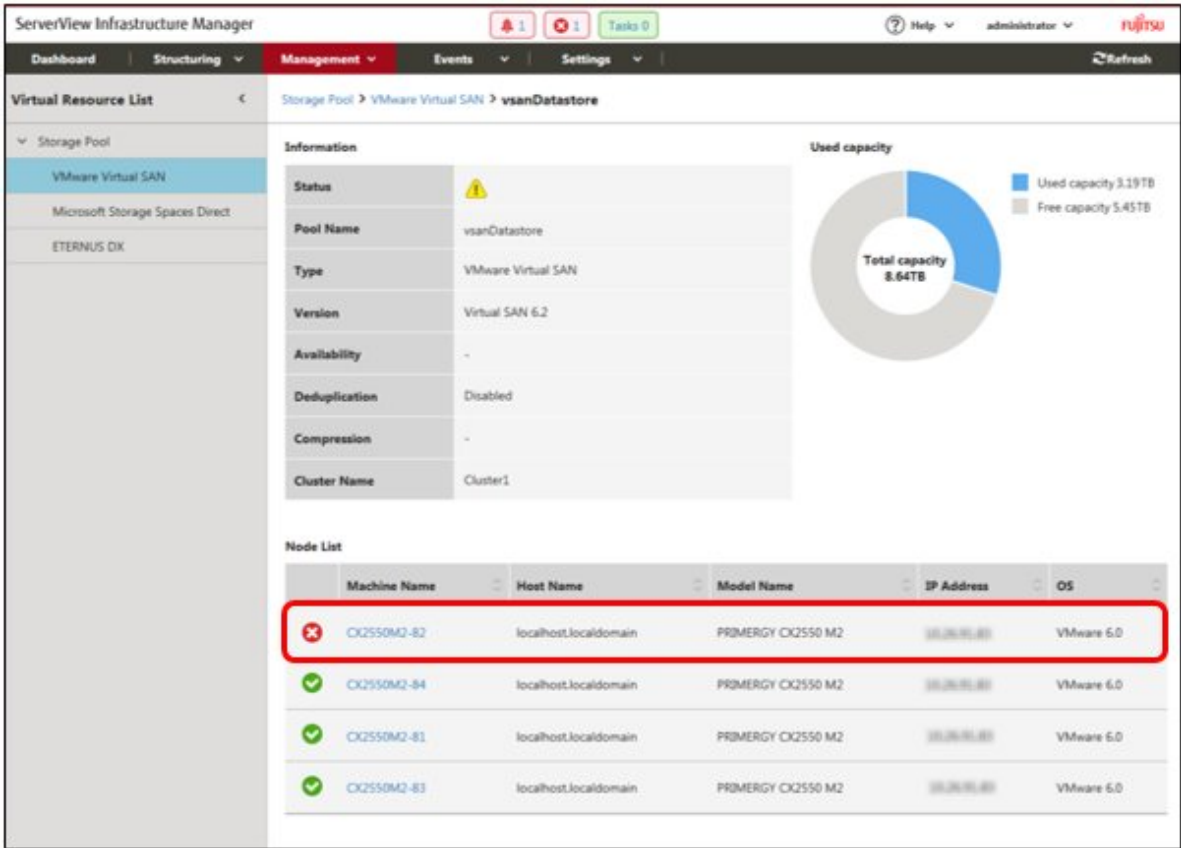 ServerView Infrastructure Manager
1
1
Tasks 0
? Help
administrator
FUJITSU
Dashboard
Structuring
Management
Events
Settings
Refresh
Virtual Resource List
Storage Pool > VMware Virtual SAN > vsanDatastore
Storage Pool
VMware Virtual SAN
Microsoft Storage Spaces Direct
ETERNUS DX
Information
Status
Pool Name vsanDatastore
Type VMware Virtual SAN
Version Virtual SAN 6.2
Availability -
Deduplication Disabled
Compression -
Cluster Name Cluster1
Used capacity
Used capacity 3.19TB
Free capacity 5.45TB
Total capacity
8.64TB
Node List
Machine Name Host Name Model Name IP Address OS
CX2550M2-82 localhost.localdomain PRIMERGY CX2550 M2 VMware 6.0
CX2550M2-84 localhost.localdomain PRIMERGY CX2550 M2 VMware 6.0
CX2550M2-81 localhost.localdomain PRIMERGY CX2550 M2 VMware 6.0
CX2550M2-83 localhost.localdomain PRIMERGY CX2550 M2 VMware 6.0